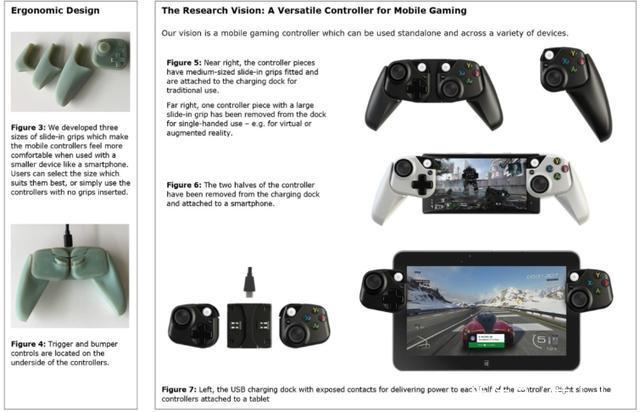 Ergonomic Design
Figure 3: We developed three
sizes of slide-in grips which make
the mobile controllers feel more
comfortable when used with a
smaller device like a smartphone.
Users can select the size which
suits them best, or simply use the
controllers with no grips inserted.
Figure 4: Trigger and bumper
controls are located on the
underside of the controllers.
The Research Vision: A Versatile Controller for Mobile Gaming
Our vision is a mobile gaming controller which can be used standalone and across a variety of devices.
Figure 5: Near right, the controller pieces
have medium-sized slide-in grips fitted and
are attached to the charging dock for
traditional use.
Far right, one controller piece with a large
slide-in grip has been removed from the dock
for single-handed use – e.g. for virtual or
augmented reality.
Figure 6: The two halves of the controller
have been removed from the charging dock
and attached to a smartphone.
Figure 7: Left, the USB charging dock with exposed contacts for delivering power to each half of the controller. Right shows the
controllers attached to a tablet